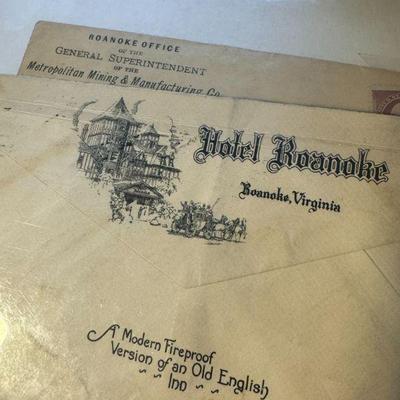 ROANOKE OFFICE
OF THE
GENERAL SUPERINTENDENT
OF THE
Metropolitan Mining & Manufacturing Co.
Hotel Roanoke
Roanoke, Virginia
A Modern Fireproof
Version of an Old English
Inn